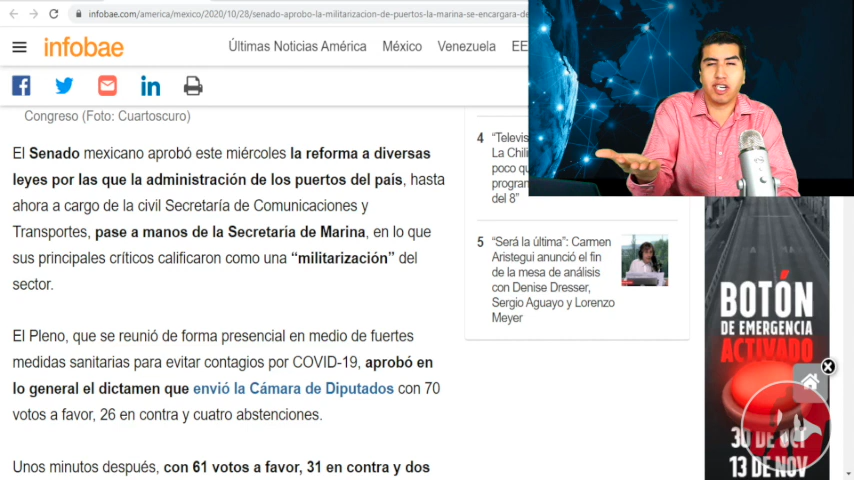 infobae.com/america/mexico/2020/10/28/senado-aprobo-la-militarizacion-de-puertos-la-marina-se-encargara-de
infobae
Últimas Noticias América México Venezuela EE
Congreso (Foto: Cuartoscuro)
El Senado mexicano aprobó este miércoles la reforma a diversas
leyes por las que la administración de los puertos del país, hasta
ahora a cargo de la civil Secretaría de Comunicaciones y
Transportes, pase a manos de la Secretaría de Marina, en lo que
sus principales críticos calificaron como una “militarización” del
sector.
El Pleno, que se reunió de forma presencial en medio de fuertes
medidas sanitarias para evitar contagios por COVID-19, aprobó en
lo general el dictamen que envió la Cámara de Diputados con 70
votos a favor, 26 en contra y cuatro abstenciones.
Unos minutos después, con 61 votos a favor, 31 en contra y dos
4 “Televis
La Chili
poco qu
program
del 8”
5 “Será la última”: Carmen
Aristegui anunció el fin
de la mesa de análisis
con Denise Dresser,
Sergio Aguayo y Lorenzo
Meyer
BOTÓN
DE EMERGENCIA
ACTIVADO
30 DE OCT
13 DE NOV